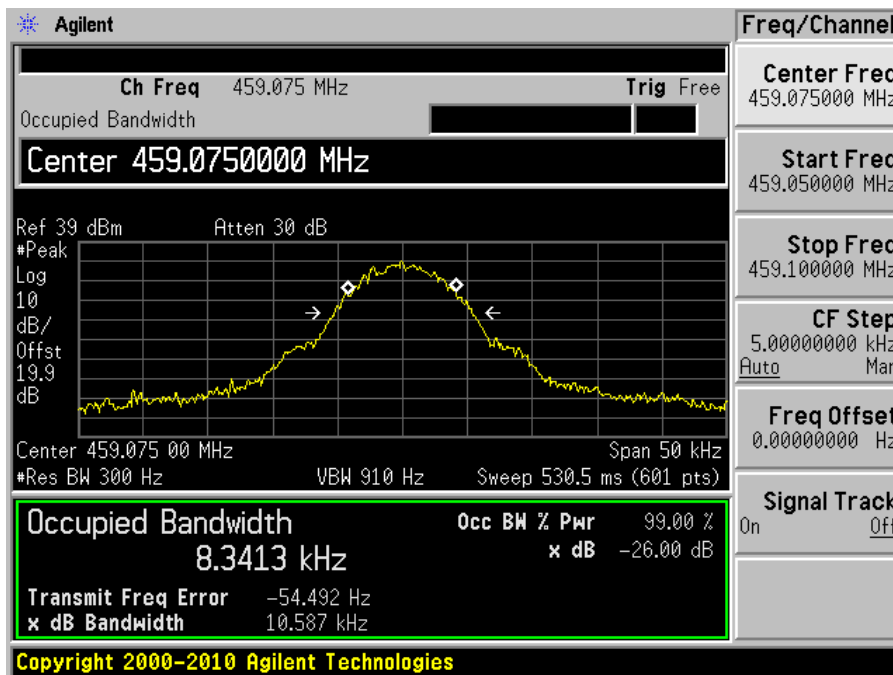 Agilent
Freq/Channel
Ch Freq 459.075 MHz Trig Free
Occupied Bandwidth
Center 459.0750000 MHz
Ref 39 dBm Atten 30 dB
#Peak
Log
10
dB/
Offst
19.9
dB
Center 459.075 00 MHz Span 50 kHz
#Res BW 300 Hz VBW 910 Hz Sweep 530.5 ms (601 pts)
Occupied Bandwidth Occ BW % Pwr 99.00 %
8.3413 kHz x dB -26.00 dB
Transmit Freq Error -54.492 Hz
x dB Bandwidth 10.587 kHz
Center Freq
459.075000 MHz
Start Freq
459.050000 MHz
Stop Freq
459.100000 MHz
CF Step
5.00000000 kHz
Auto Man
Freq Offset
0.00000000 Hz
Signal Track
On Off
Copyright 2000-2010 Agilent Technologies